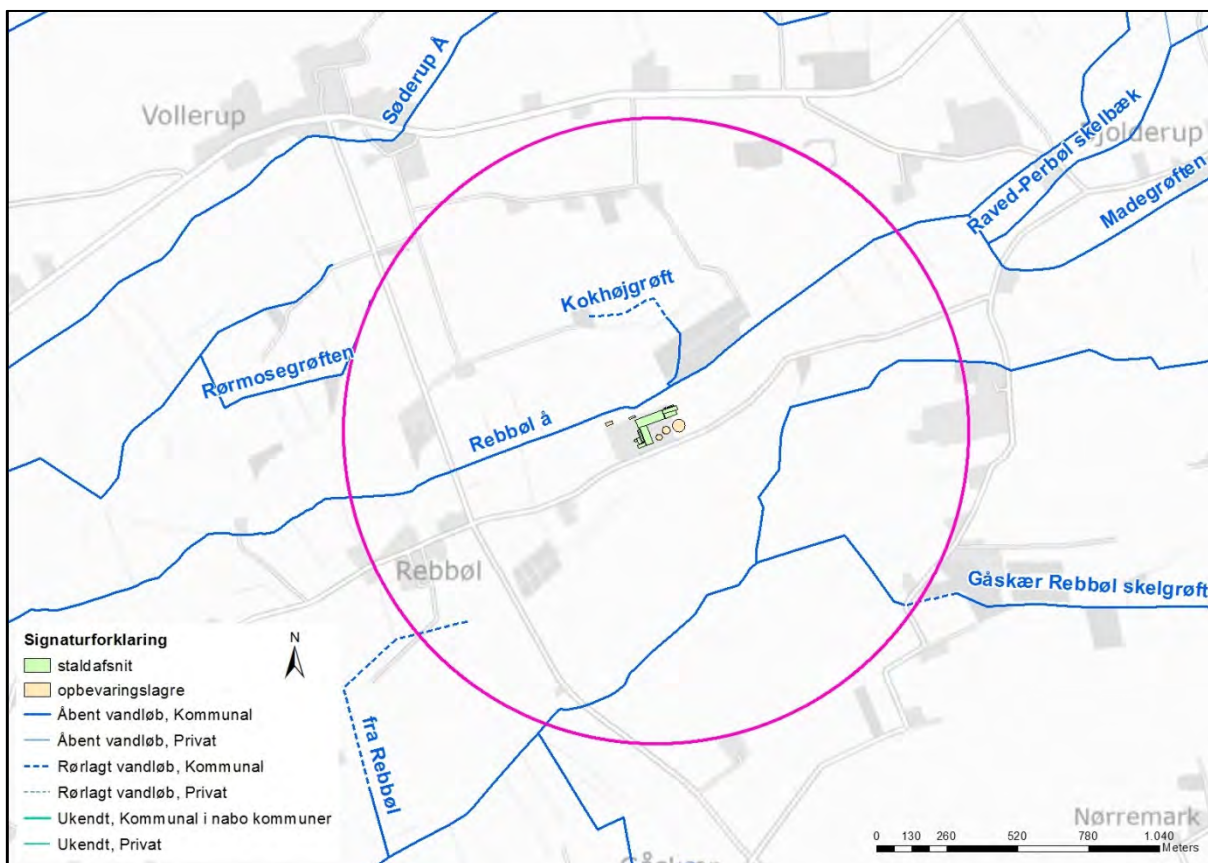 Vollerup
Søderup Å
Raved-Perbøl skelbæk
Bjolderup
Madegrøften
Kokhøjgrøft
Rørmosegrøften
Rebbøl å
Rebbøl
Gåskær Rebbøl skelgrøft
fra Rebbøl
Nørremark
Signaturforklaring
N
staldafsnit
opbevaringslagre
Åbent vandløb, Kommunal
Åbent vandløb, Privat
Rørlagt vandløb, Kommunal
Rørlagt vandløb, Privat
Ukendt, Kommunal i nabo kommuner
Ukendt, Privat
0 130 260 520 780 1.040
Meters